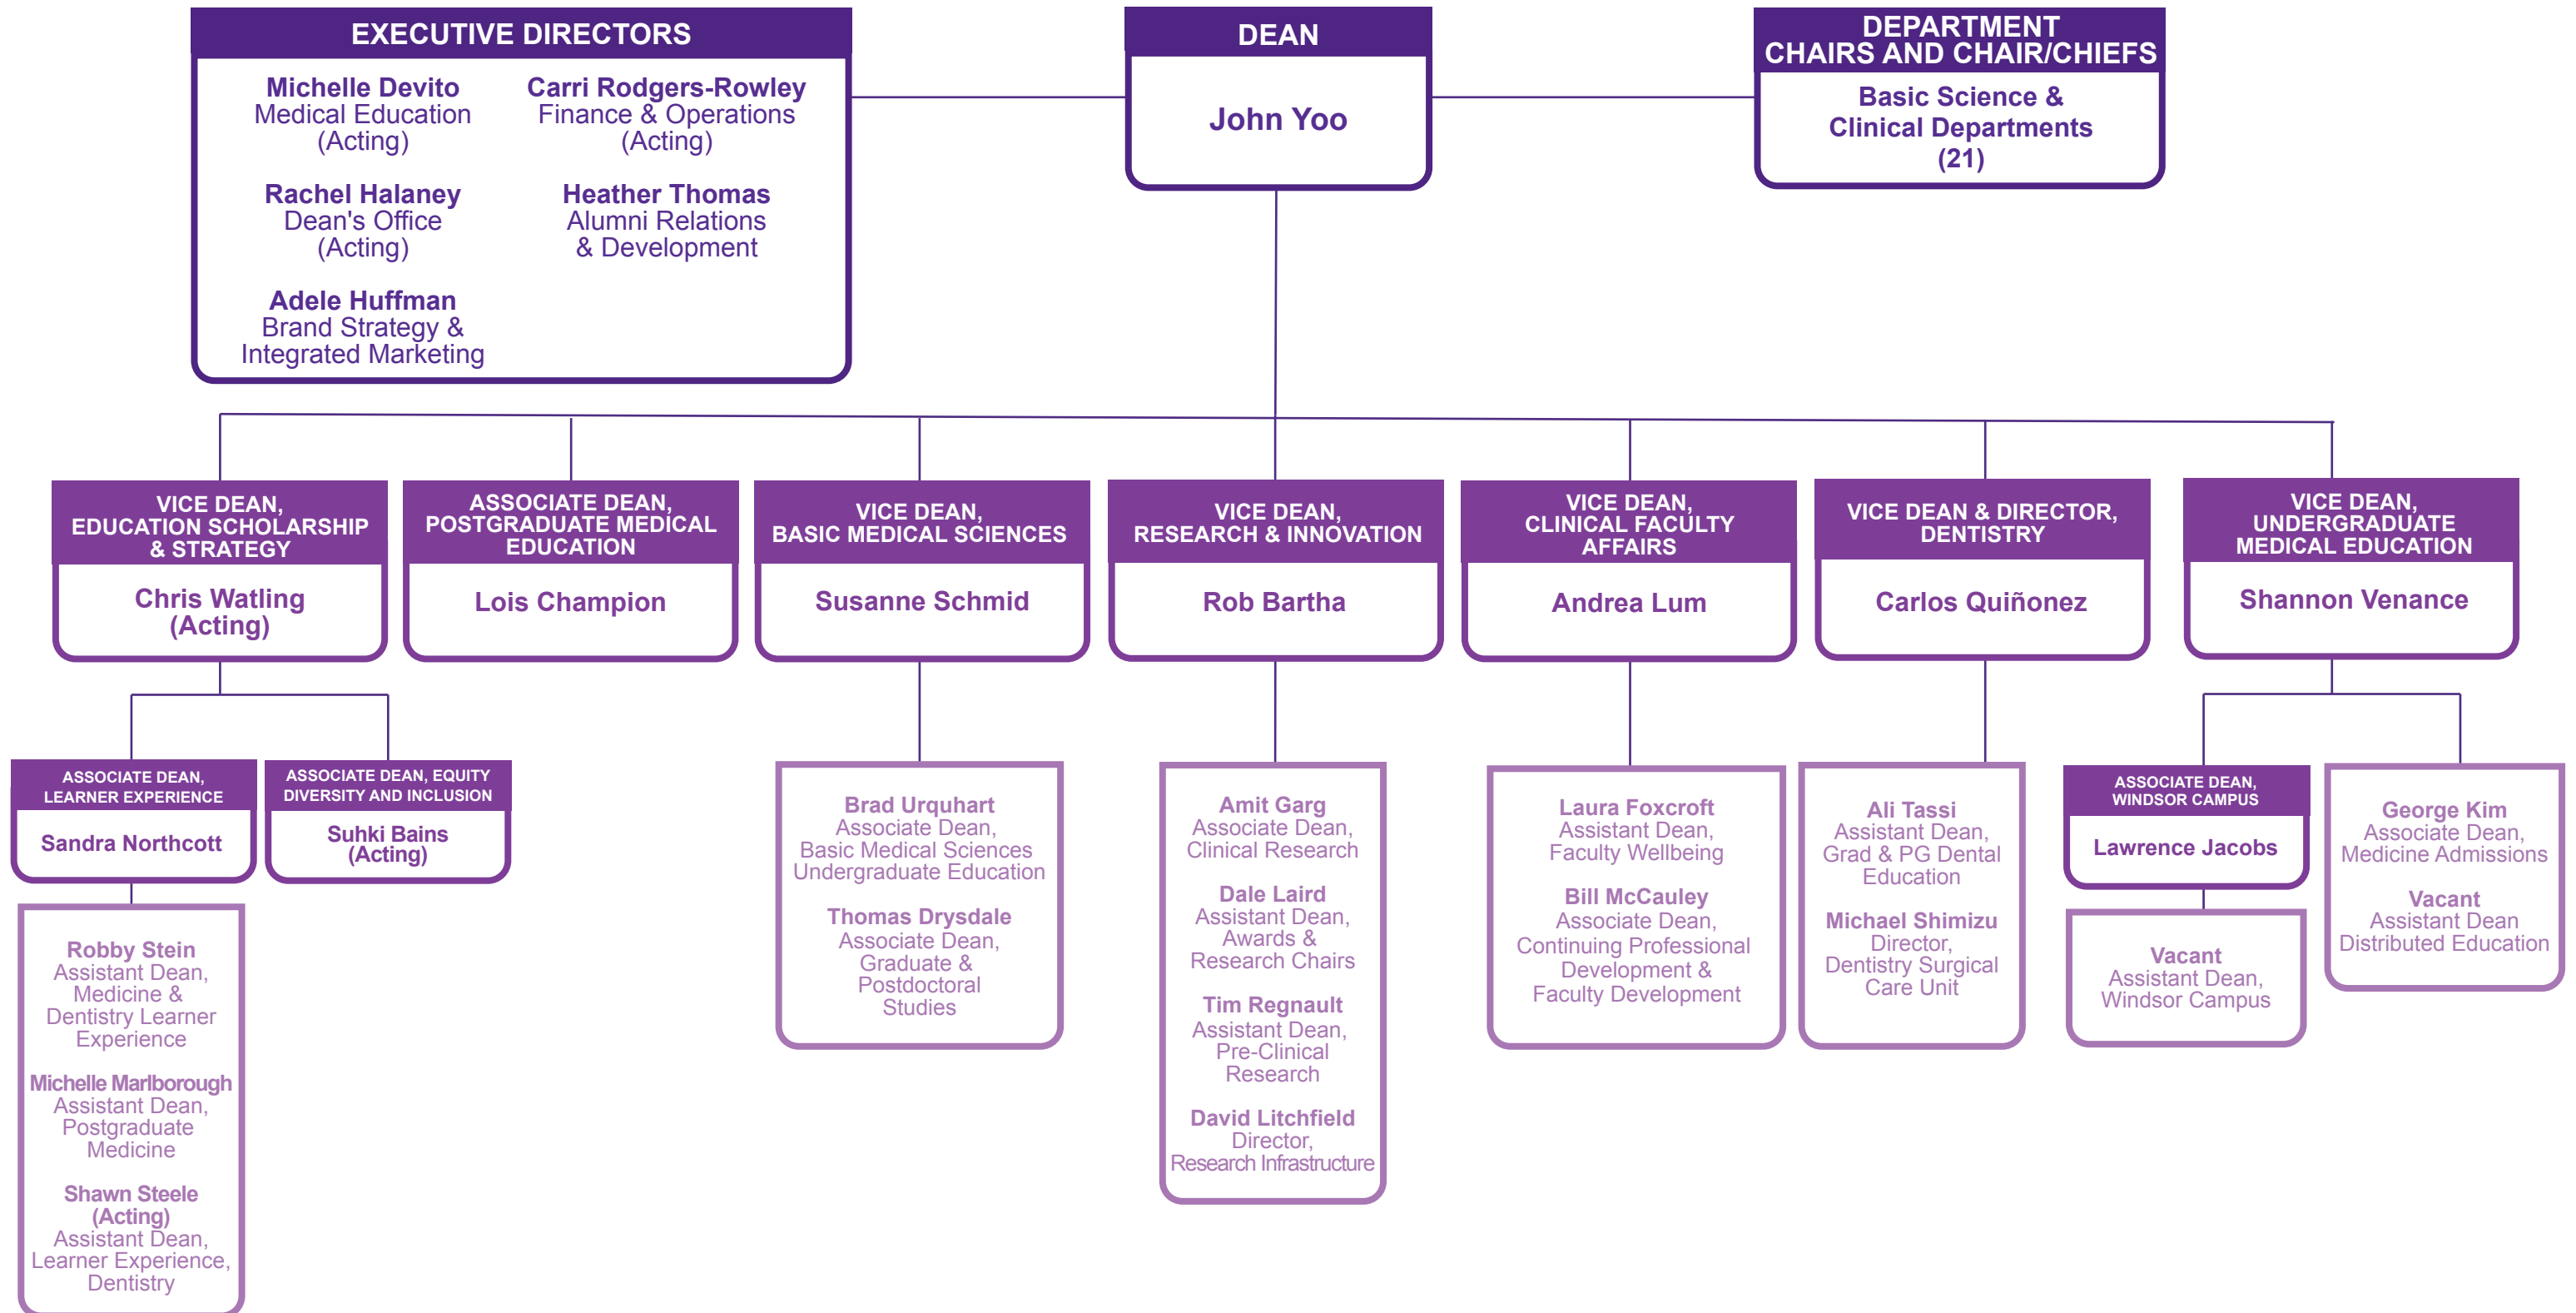 EXECUTIVE DIRECTORS
Michelle Devito
Medical Education
(Acting)
Carri Rodgers-Rowley
Finance & Operations
(Acting)
Rachel Halaney
Dean's Office
(Acting)
Heather Thomas
Alumni Relations
& Development
Adele Huffman
Brand Strategy &
Integrated Marketing
DEAN
John Yoo
DEPARTMENT
CHAIRS AND CHAIR/CHIEFS
Basic Science &
Clinical Departments
(21)
VICE DEAN,
EDUCATION SCHOLARSHIP
& STRATEGY
Chris Watling
(Acting)
ASSOCIATE DEAN,
POSTGRADUATE MEDICAL
EDUCATION
Lois Champion
VICE DEAN,
BASIC MEDICAL SCIENCES
Susanne Schmid
VICE DEAN,
RESEARCH & INNOVATION
Rob Bartha
VICE DEAN,
CLINICAL FACULTY
AFFAIRS
Andrea Lum
VICE DEAN & DIRECTOR,
DENTISTRY
Carlos Quiñonez
VICE DEAN,
UNDERGRADUATE
MEDICAL EDUCATION
Shannon Venance
ASSOCIATE DEAN,
LEARNER EXPERIENCE
Sandra Northcott
ASSOCIATE DEAN, EQUITY
DIVERSITY AND INCLUSION
Suhki Bains
(Acting)
Robby Stein
Assistant Dean,
Medicine &
Dentistry Learner
Experience
Michelle Marlborough
Assistant Dean,
Postgraduate
Medicine
Shawn Steele
(Acting)
Assistant Dean,
Learner Experience,
Dentistry
Brad Urquhart
Associate Dean,
Basic Medical Sciences
Undergraduate Education
Thomas Drysdale
Associate Dean,
Graduate &
Postdoctoral
Studies
Amit Garg
Associate Dean,
Clinical Research
Dale Laird
Assistant Dean,
Awards &
Research Chairs
Tim Regnault
Assistant Dean,
Pre-Clinical
Research
David Litchfield
Director,
Research Infrastructure
Laura Foxcroft
Assistant Dean,
Faculty Wellbeing
Bill McCauley
Associate Dean,
Continuing Professional
Development &
Faculty Development
Ali Tassi
Assistant Dean,
Grad & PG Dental
Education
Michael Shimizu
Director,
Dentistry Surgical
Care Unit
ASSOCIATE DEAN,
WINDSOR CAMPUS
Lawrence Jacobs
Vacant
Assistant Dean,
Windsor Campus
George Kim
Associate Dean,
Medicine Admissions
Vacant
Assistant Dean
Distributed Education